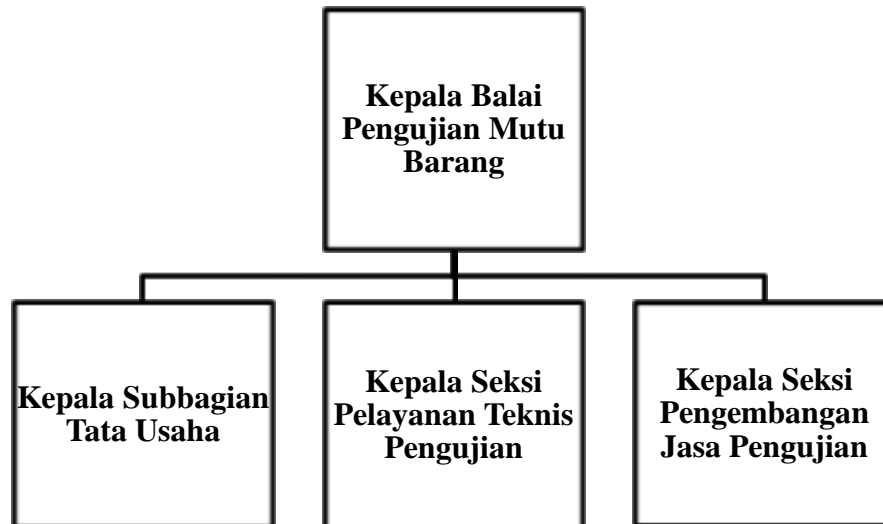 Kepala Balai
Pengujian Mutu
Barang
Kepala Subbagian
Tata Usaha
Kepala Seksi
Pelayanan Teknis
Pengujian
Kepala Seksi
Pengembangan
Jasa Pengujian